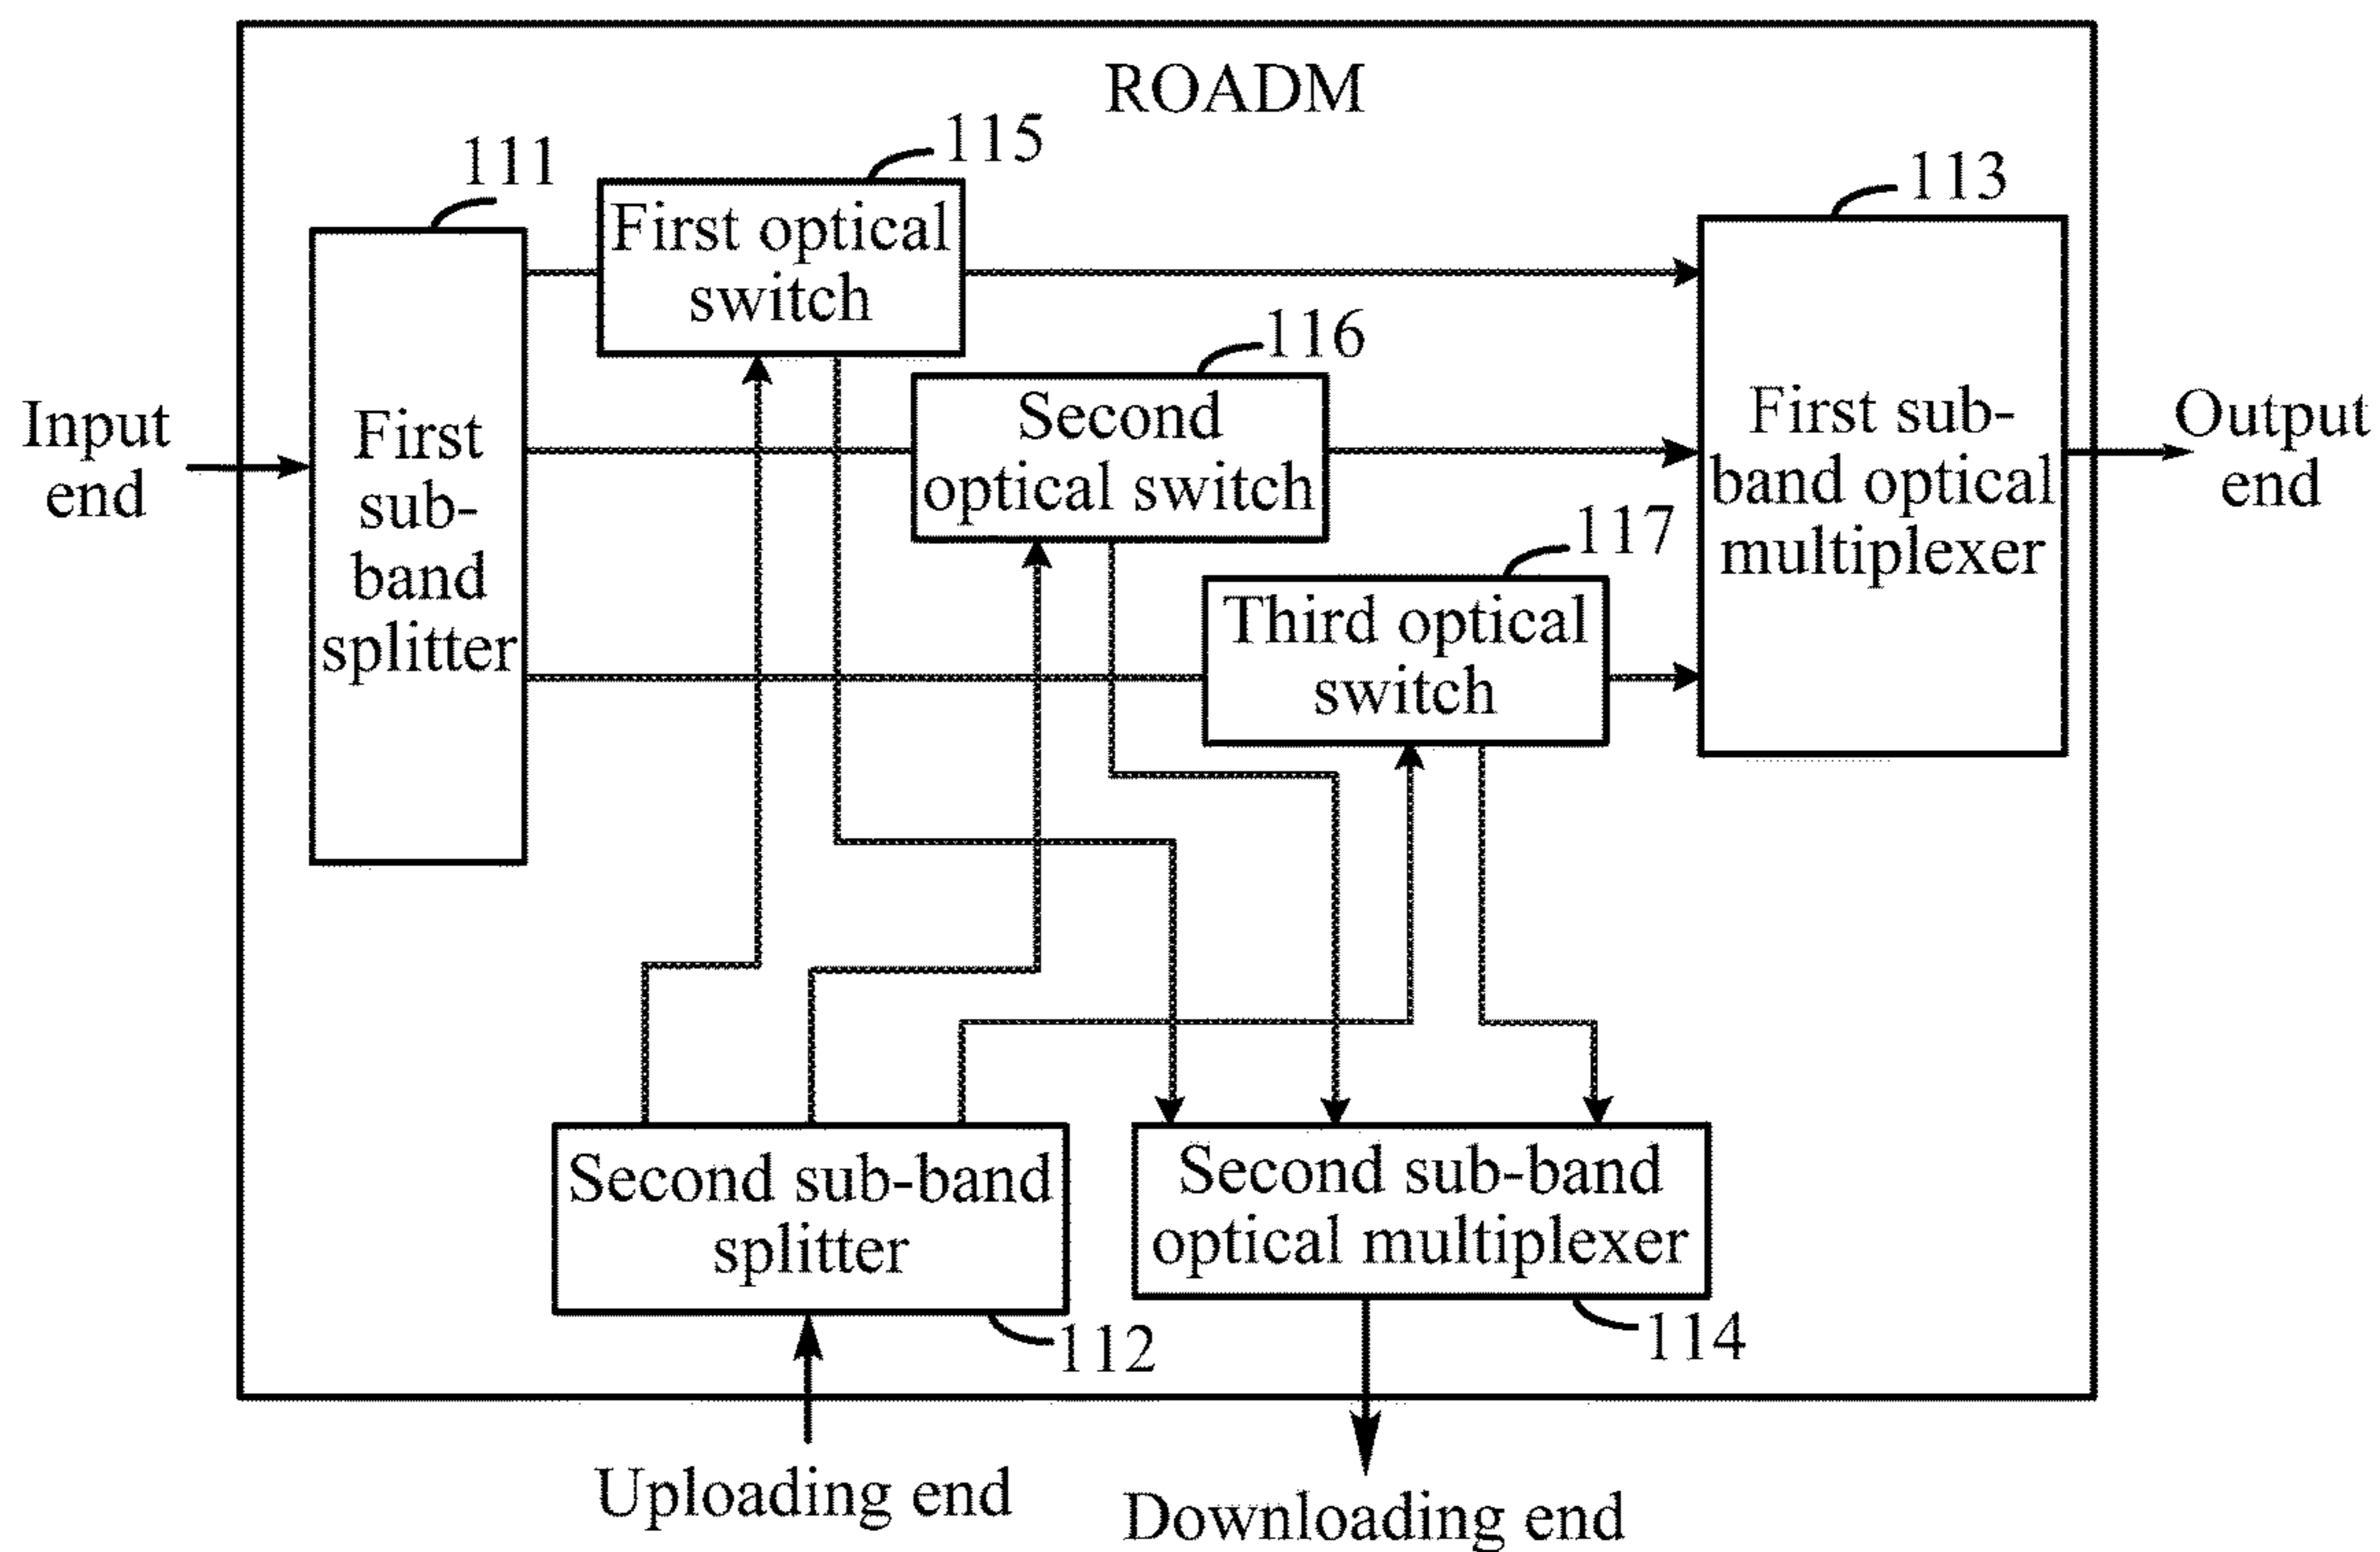 ROADM
115
111
113
First optical
switch
116
Input
end
First
sub-
band
splitter
Second
optical switch
First sub-
band optical
multiplexer
Output
end
117
Third optical
switch
Second sub-band
splitter
Second sub-band
optical multiplexer
112
114
Uploading end
Downloading end